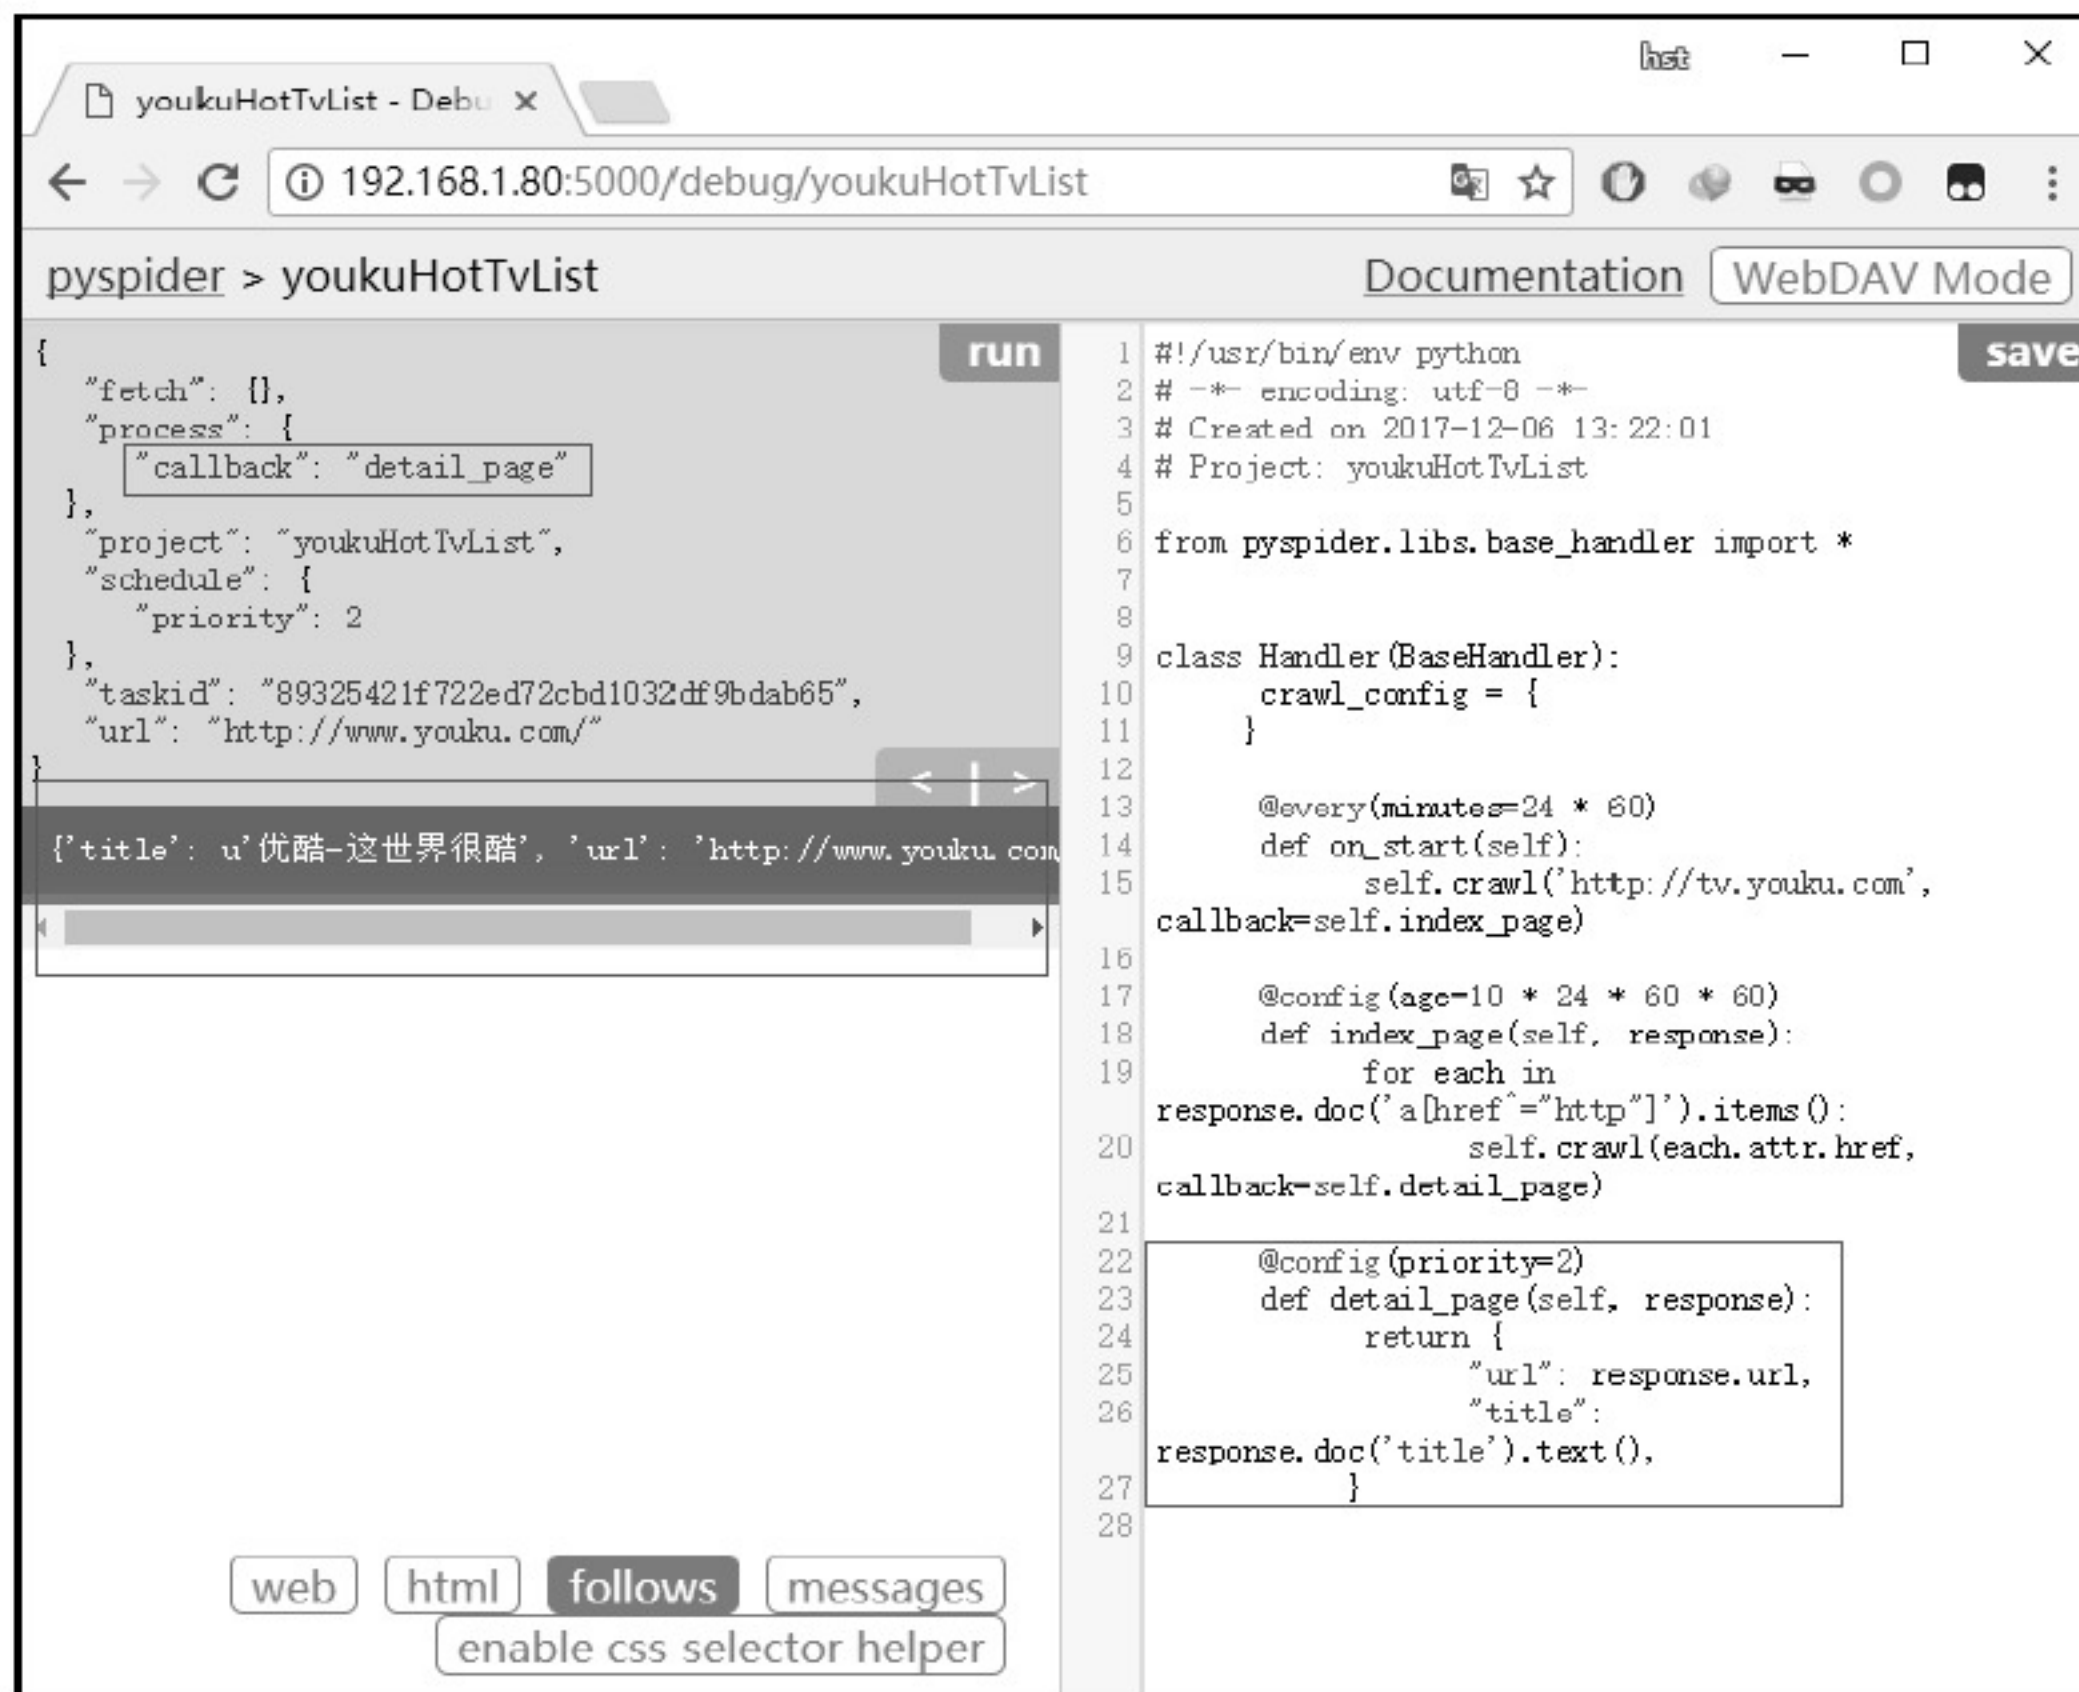 hst
youkuHotTvList - Debu
192.168.1.80:5000/debug/youkuHotTvList
pyspider > youkuHotTvList
Documentation
WebDAV Mode
{
"fetch": {},
"process": {
"callback": "detail_page"
},
"project": "youkuHotTvList",
"schedule": {
"priority": 2
},
"taskid": "89325421f722ed72cbd1032df9bdab65",
"url": "http://www.youku.com/"
}
run
< | >
{'title': u'优酷-这世界很酷', 'url': 'http://www.youku.com
web
html
follows
messages
enable css selector helper
save
1 #!/usr/bin/env python
2 # -*- encoding: utf-8 -*-
3 # Created on 2017-12-06 13:22:01
4 # Project: youkuHotTvList
5
6 from pyspider.libs.base_handler import *
7
8
9 class Handler(BaseHandler):
10 crawl_config = {
11 }
12
13 @every(minutes=24 * 60)
14 def on_start(self):
15 self.crawl('http://tv.youku.com',
callback=self.index_page)
16
17 @config(age=10 * 24 * 60 * 60)
18 def index_page(self, response):
19 for each in
response.doc('a[href^="http"]').items():
20 self.crawl(each.attr.href,
callback=self.detail_page)
21
22 @config(priority=2)
23 def detail_page(self, response):
24 return {
25 "url": response.url,
26 "title":
response.doc('title').text(),
27 }
28